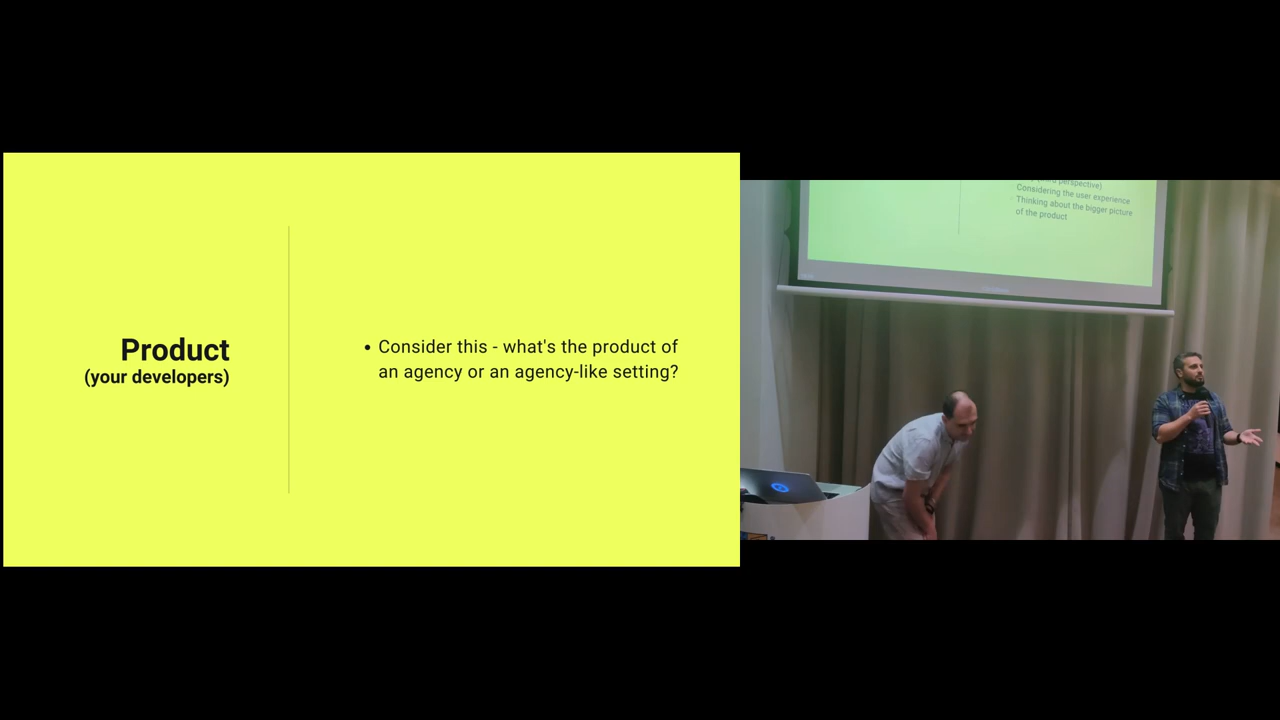 Product
(your developers)
• Consider this - what's the product of
an agency or an agency-like setting?
perspective)
Considering the user experience
Thinking about the bigger picture
of the product